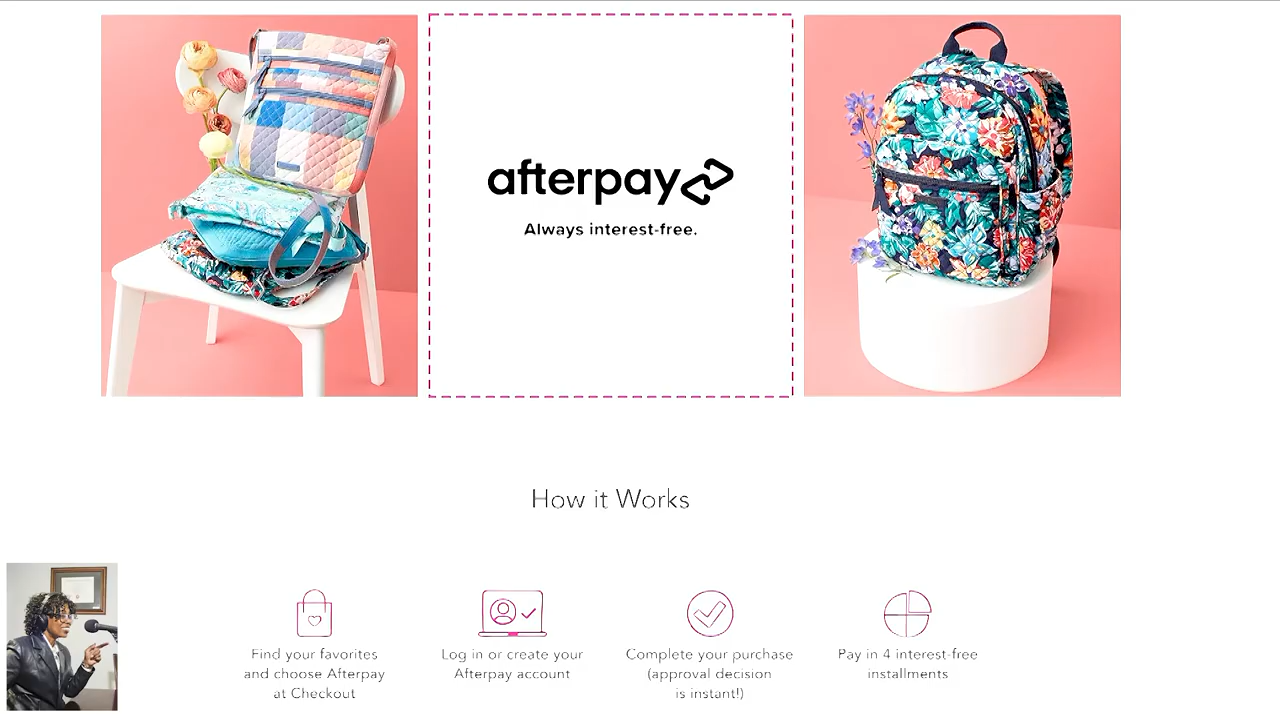 afterpay
Always interest-free.
How it Works
Find your favorites
and choose Afterpay
at Checkout
Log in or create your
Afterpay account
Complete your purchase
(approval decision
is instant!)
Pay in 4 interest-free
installments